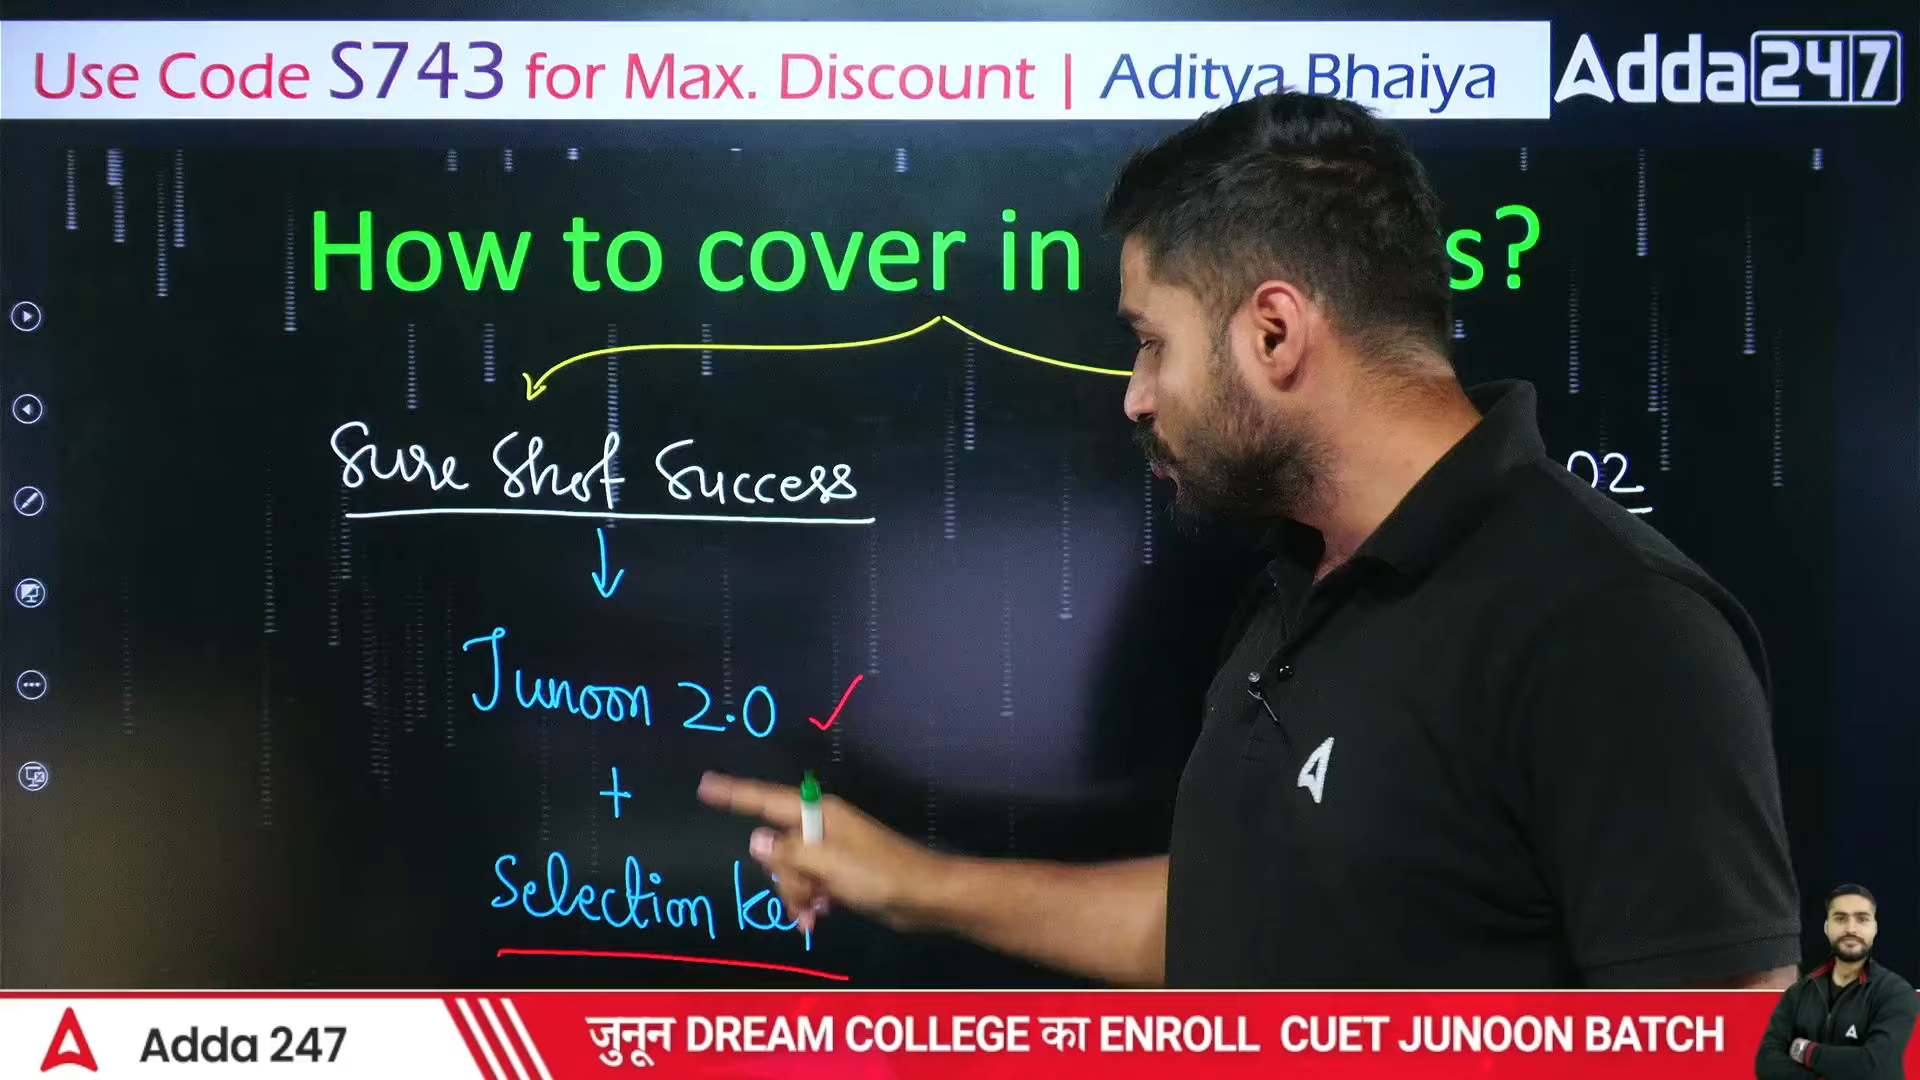 Use Code S743 for Max. Discount | Aditya Bhaiya
Adda247
How to cover in
s?
Sure Shot Success
02
Junoon 2.0
+
Selection
Adda 247
जुनून DREAM COLLEGE का ENROLL CUET JUNOON BATCH